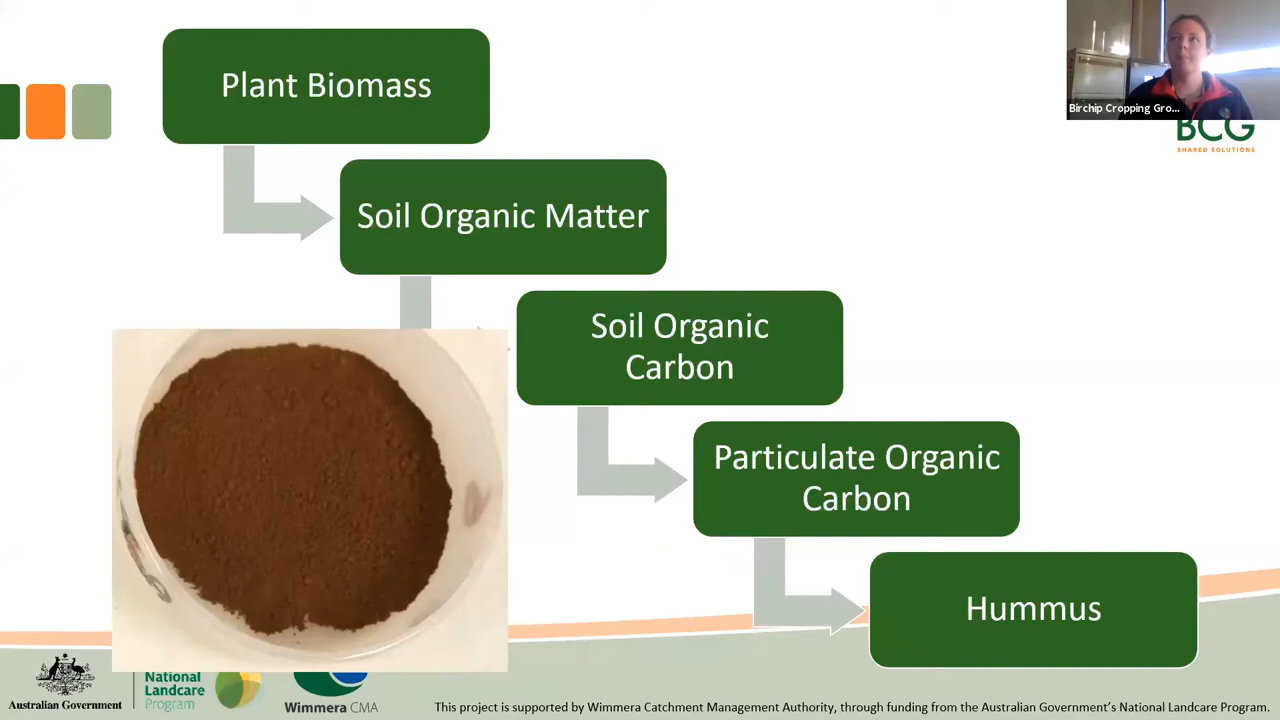 Plant Biomass
Birchip Cropping Gro...
BCG
SHARED SOLUTIONS
Soil Organic Matter
Soil Organic
Carbon
Particulate Organic
Carbon
Hummus
Australian Government
National
Landcare
Program
Wimmera CMA
This project is supported by Wimmera Catchment Management Authority, through funding from the Australian Government's National Landcare Program.